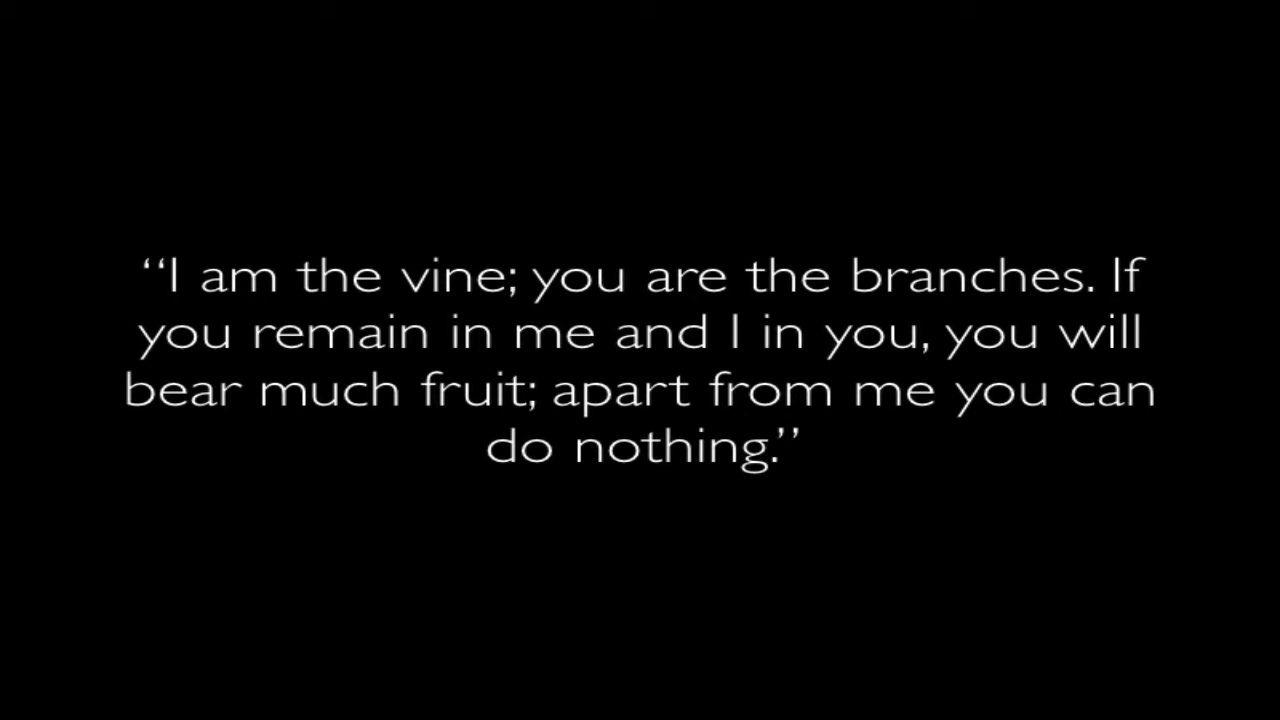 “I am the vine; you are the branches. If
you remain in me and I in you, you will
bear much fruit; apart from me you can
do nothing.”